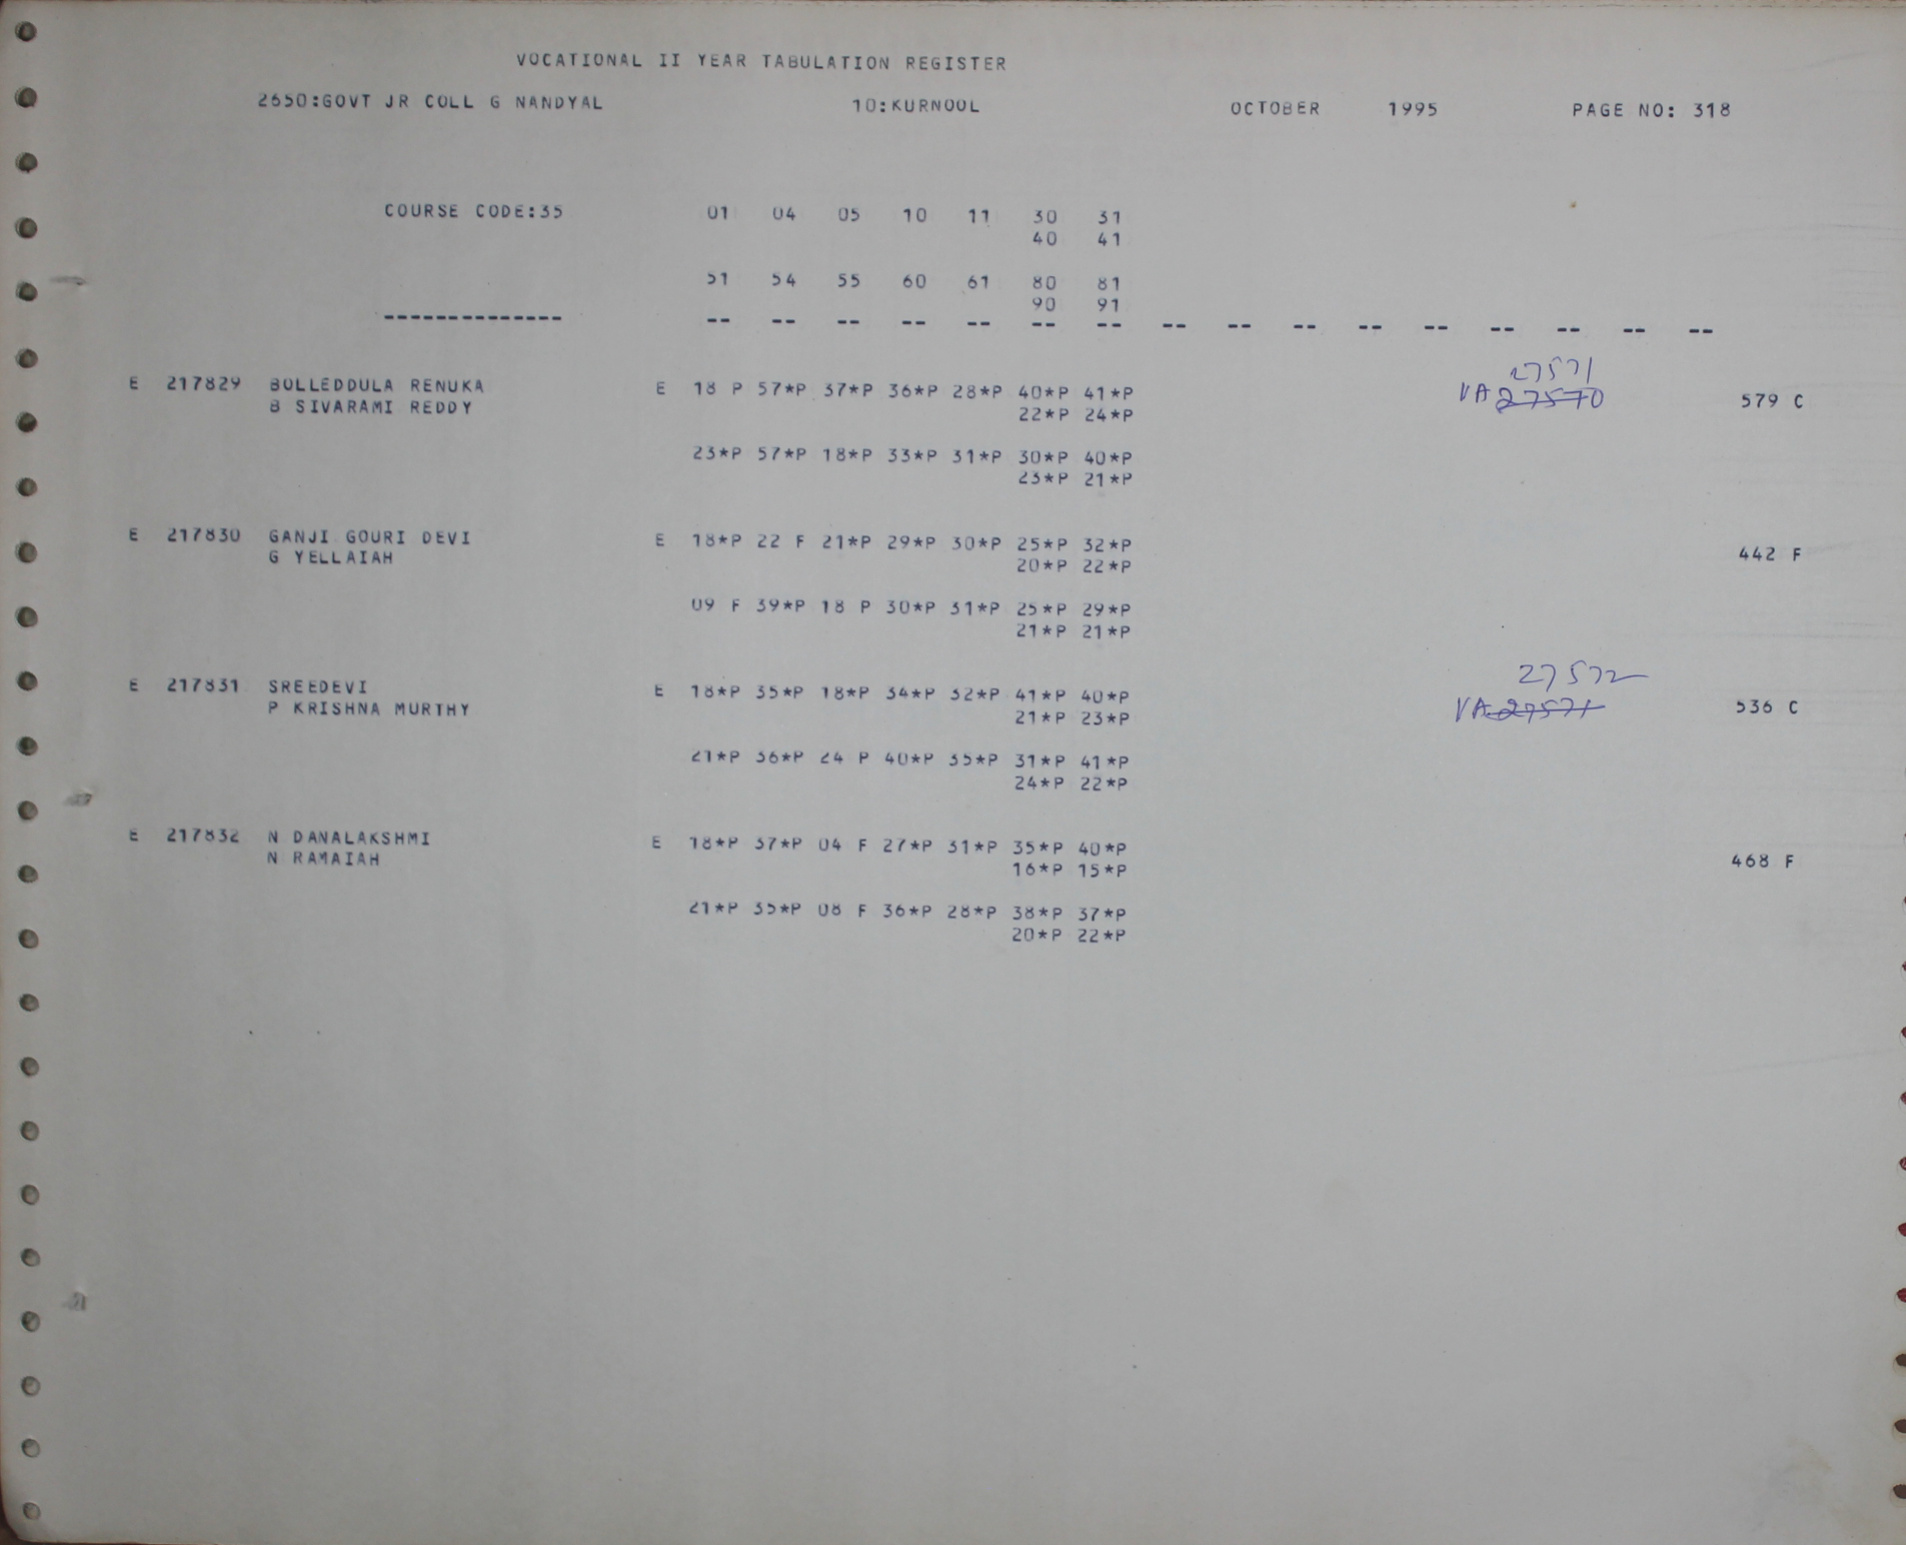 VOCATIONAL II YEAR TABULATION REGISTER
2650:GOVT JR COLL G NANDYAL 10:KURNOOL OCTOBER 1995 PAGE NO: 318
COURSE CODE:35 01 04 05 10 11 30 31
40 41
51 54 55 60 61 80 81
90 91
-------------- -- -- -- -- -- -- -- -- -- -- -- -- -- -- -- --
27571
E 217829 BOLLEDDULA RENUKA E 18 P 57*P 37*P 36*P 28*P 40*P 41*P VA 27570 579 C
B SIVARAMI REDDY 22*P 24*P
23*P 57*P 18*P 33*P 31*P 30*P 40*P
23*P 21*P
E 217830 GANJI GOURI DEVI E 18*P 22 F 21*P 29*P 30*P 25*P 32*P 442 F
G YELLAIAH 20*P 22*P
09 F 39*P 18 P 30*P 31*P 25*P 29*P
21*P 21*P
27572
E 217831 SREEDEVI E 18*P 35*P 18*P 34*P 32*P 41*P 40*P VA 27571 536 C
P KRISHNA MURTHY 21*P 23*P
21*P 36*P 24 P 40*P 35*P 31*P 41*P
24*P 22*P
E 217832 N DANALAKSHMI E 18*P 37*P 04 F 27*P 31*P 35*P 40*P 468 F
N RAMAIAH 16*P 15*P
21*P 35*P 08 F 36*P 28*P 38*P 37*P
20*P 22*P